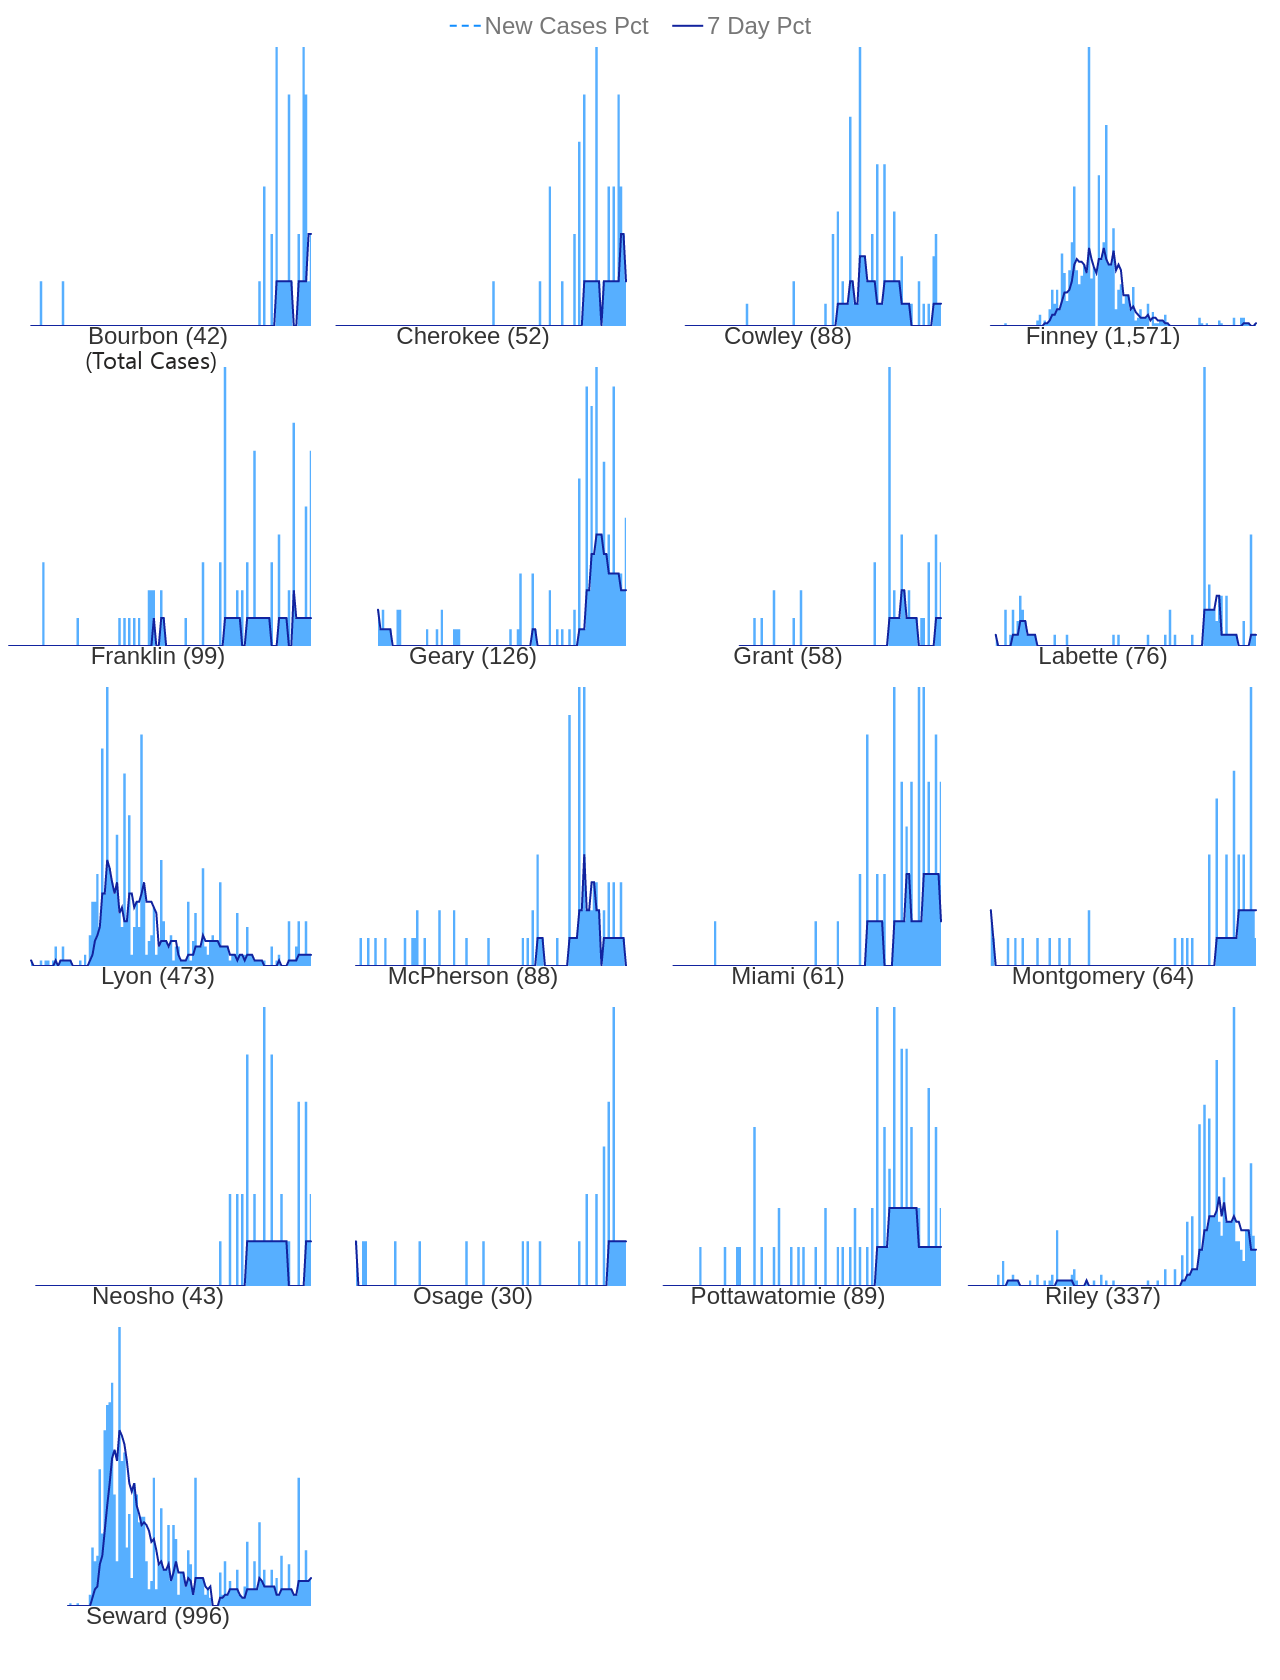 New Cases Pct 7 Day Pct
Bourbon (42) Cherokee (52) Cowley (88) Finney (1,571)
(Total Cases)
Franklin (99) Geary (126) Grant (58) Labette (76)
Lyon (473) McPherson (88) Miami (61) Montgomery (64)
Neosho (43) Osage (30) Pottawatomie (89) Riley (337)
Seward (996)